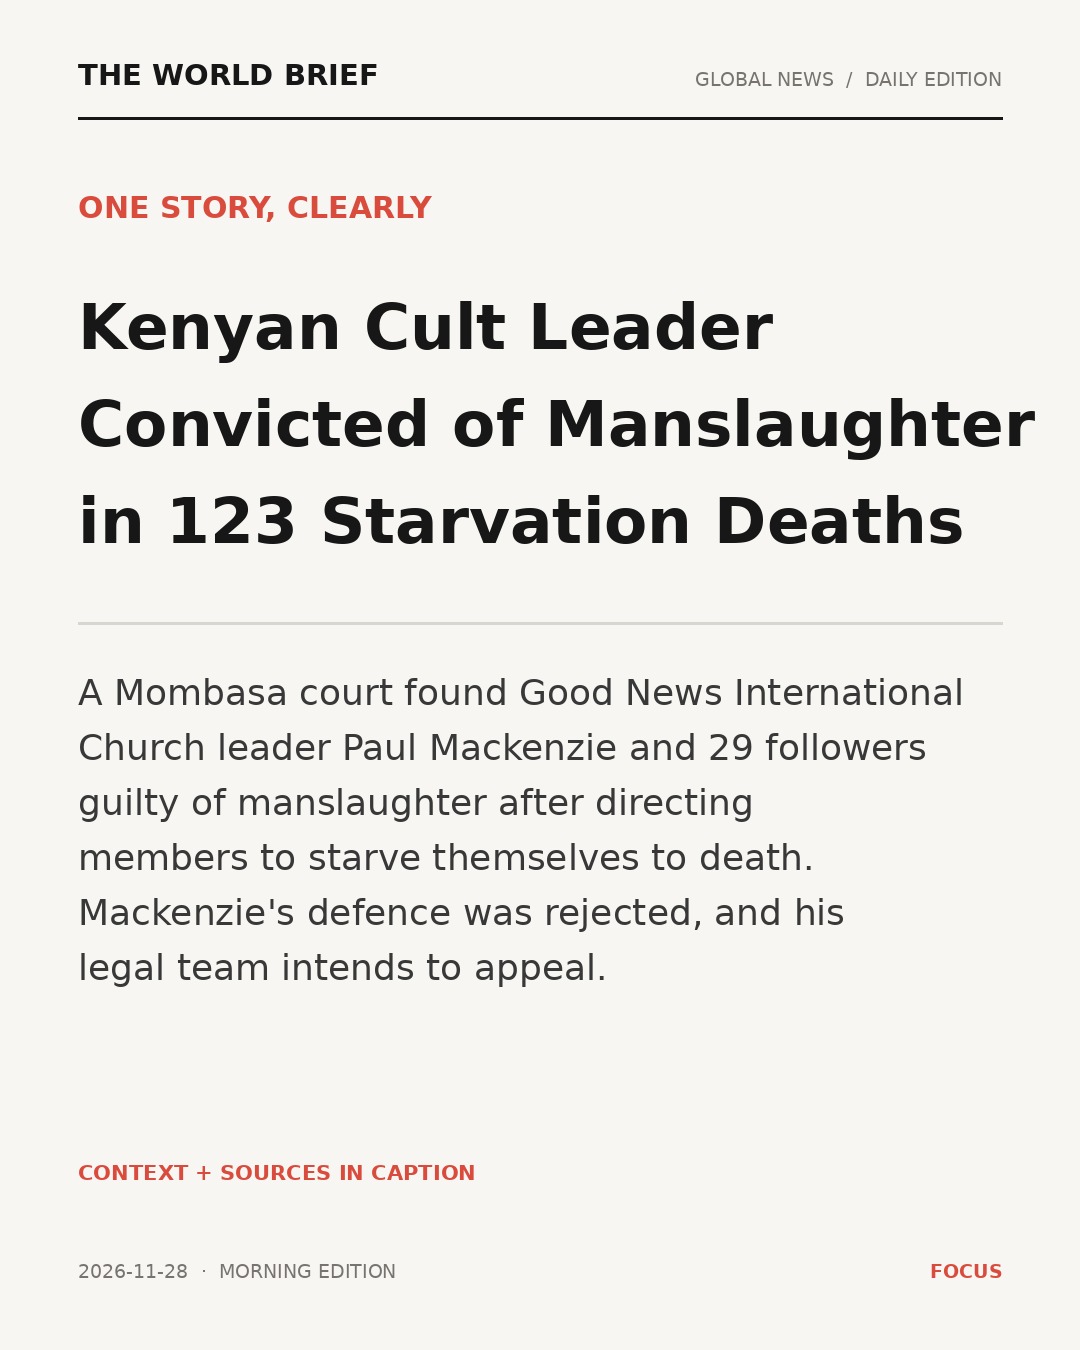 THE WORLD BRIEF
GLOBAL NEWS / DAILY EDITION
ONE STORY, CLEARLY
Kenyan Cult Leader
Convicted of Manslaughter
in 123 Starvation Deaths
A Mombasa court found Good News International
Church leader Paul Mackenzie and 29 followers
guilty of manslaughter after directing
members to starve themselves to death.
Mackenzie's defence was rejected, and his
legal team intends to appeal.
CONTEXT + SOURCES IN CAPTION
2026-11-28 · MORNING EDITION
FOCUS